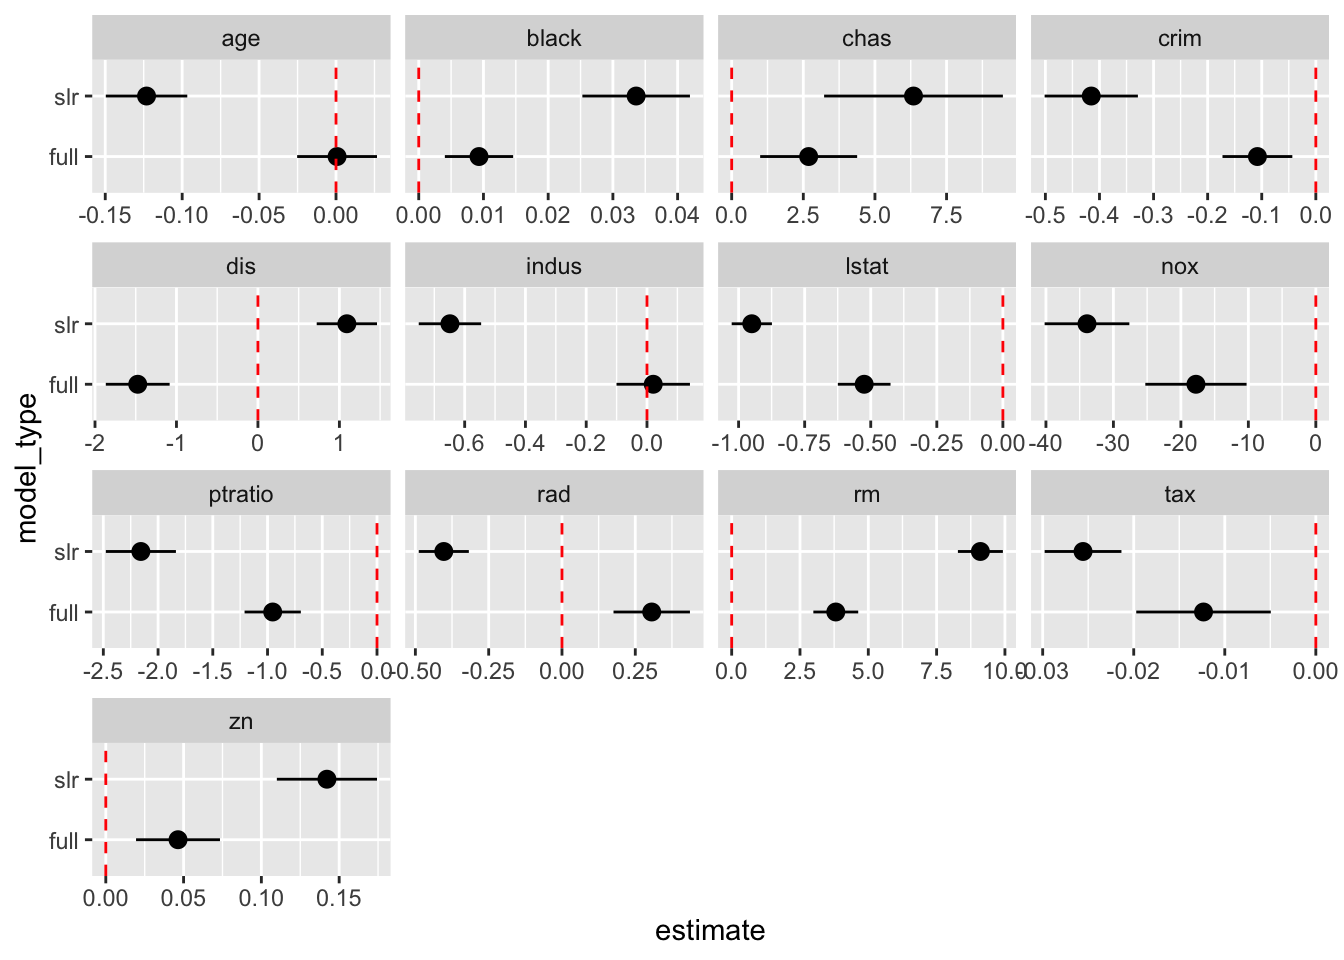 age black chas crim
slr
full
-0.15 -0.10 -0.05 0.00 0.00 0.01 0.02 0.03 0.04 0.0 2.5 5.0 7.5 -0.5 -0.4 -0.3 -0.2 -0.1 0.0
dis indus lstat nox
slr
full
-2 -1 0 1 -0.6 -0.4 -0.2 0.0 -1.00 -0.75 -0.50 -0.25 0.00 -40 -30 -20 -10 0
model_type
ptratio rad rm tax
slr
full
-2.5 -2.0 -1.5 -1.0 -0.5 0.0 -0.50 -0.25 0.00 0.25 0.0 2.5 5.0 7.5 10.0 -0.03 -0.02 -0.01 0.00
zn
slr
full
0.00 0.05 0.10 0.15
estimate